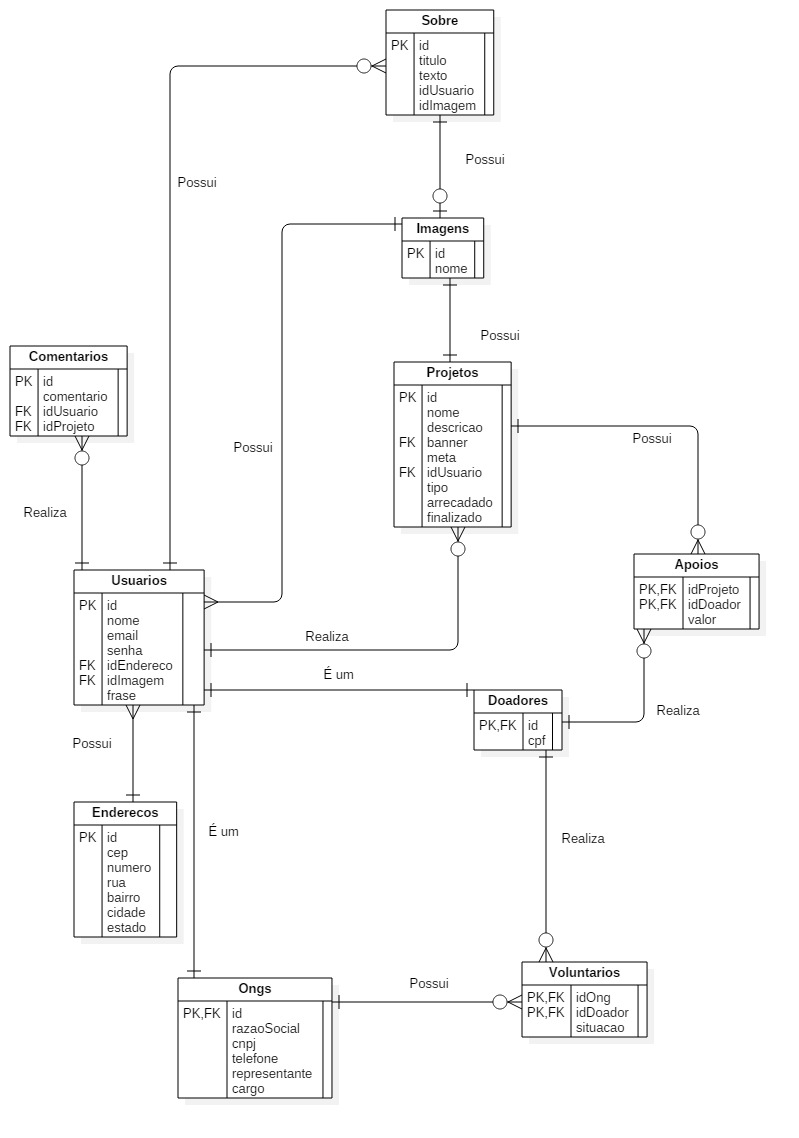 Sobre
PK id
titulo
texto
idUsuario
idImagem
Possui
Possui
Imagens
PK id
nome
Possui
Comentarios
PK id
comentario
FK idUsuario
FK idProjeto
Projetos
PK id
nome
descricao
FK banner
meta
FK idUsuario
tipo
arrecadado
finalizado
Possui
Possui
Realiza
Apoios
PK,FK idProjeto
PK,FK idDoador
valor
Usuarios
PK id
nome
email
senha
FK idEndereco
FK idImagem
frase
Realiza
É um
Doadores
PK,FK id
cpf
Realiza
Possui
Enderecos
PK id
cep
numero
rua
bairro
cidade
estado
É um
Realiza
Ongs
PK,FK id
razaoSocial
cnpj
telefone
representante
cargo
Possui
Voluntarios
PK,FK idOng
PK,FK idDoador
situacao